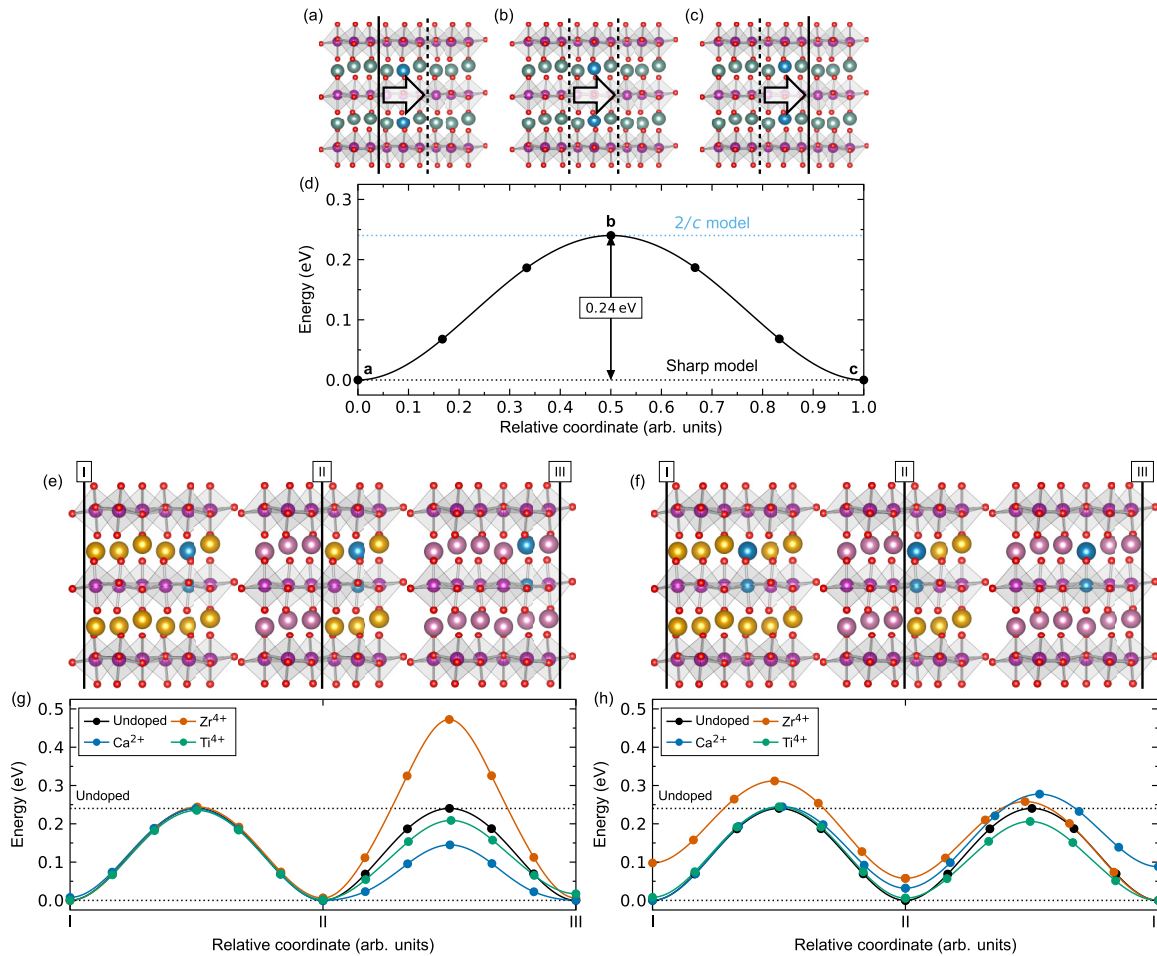 (a)
(b)
(c)
(d)
0.3
0.2
0.1
0.0
Energy (eV)
2/c model
b
0.24 eV
Sharp model
a
c
0.0 0.1 0.2 0.3 0.4 0.5 0.6 0.7 0.8 0.9 1.0
Relative coordinate (arb. units)
(e)
I
II
III
(f)
I
II
III
(g)
0.5
0.4
0.3
0.2
0.1
0.0
Energy (eV)
Undoped
Zr4+
Ca2+
Ti4+
Undoped
I
II
III
Relative coordinate (arb. units)
(h)
0.5
0.4
0.3
0.2
0.1
0.0
Energy (eV)
Undoped
Zr4+
Ca2+
Ti4+
Undoped
I
II
I
Relative coordinate (arb. units)